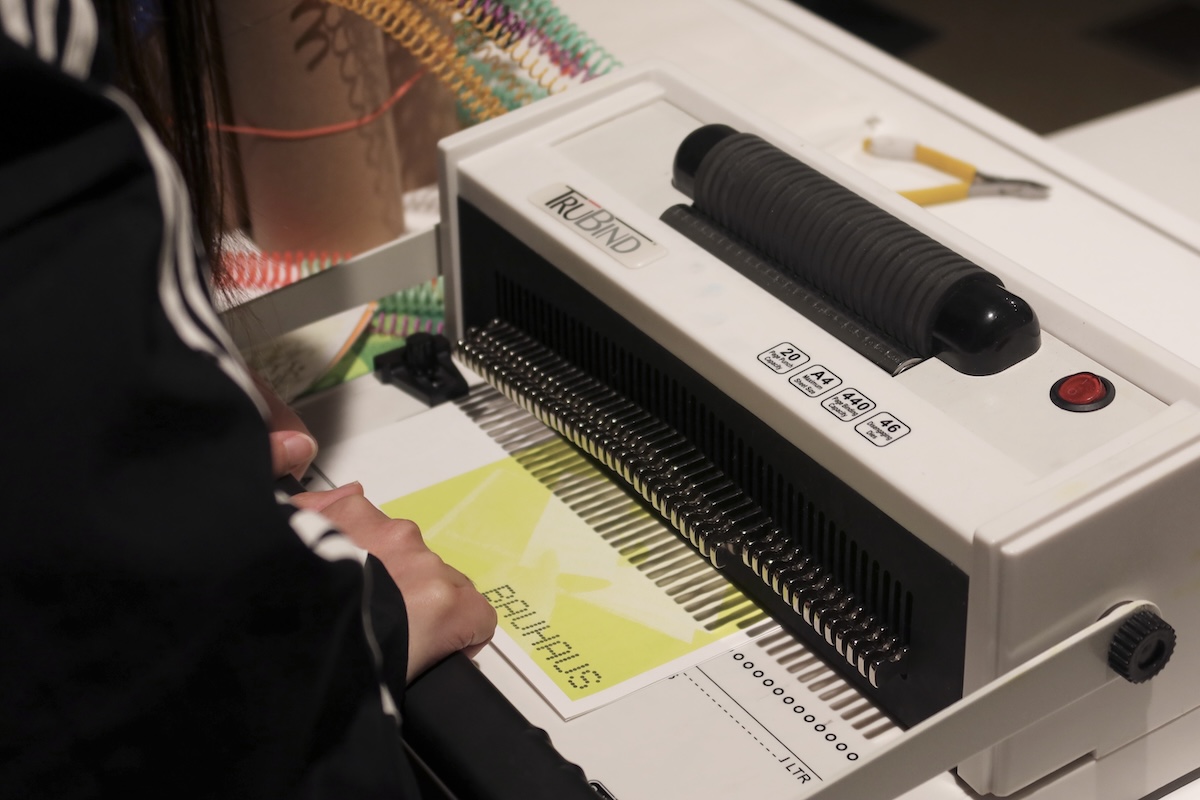 TRUBIND
20
Page Punch
Capacity
A4
Maximum
Sheet Size
440
Page Binding
Capacity
46
Disengaging
Dies
BAUHAUS
LTR